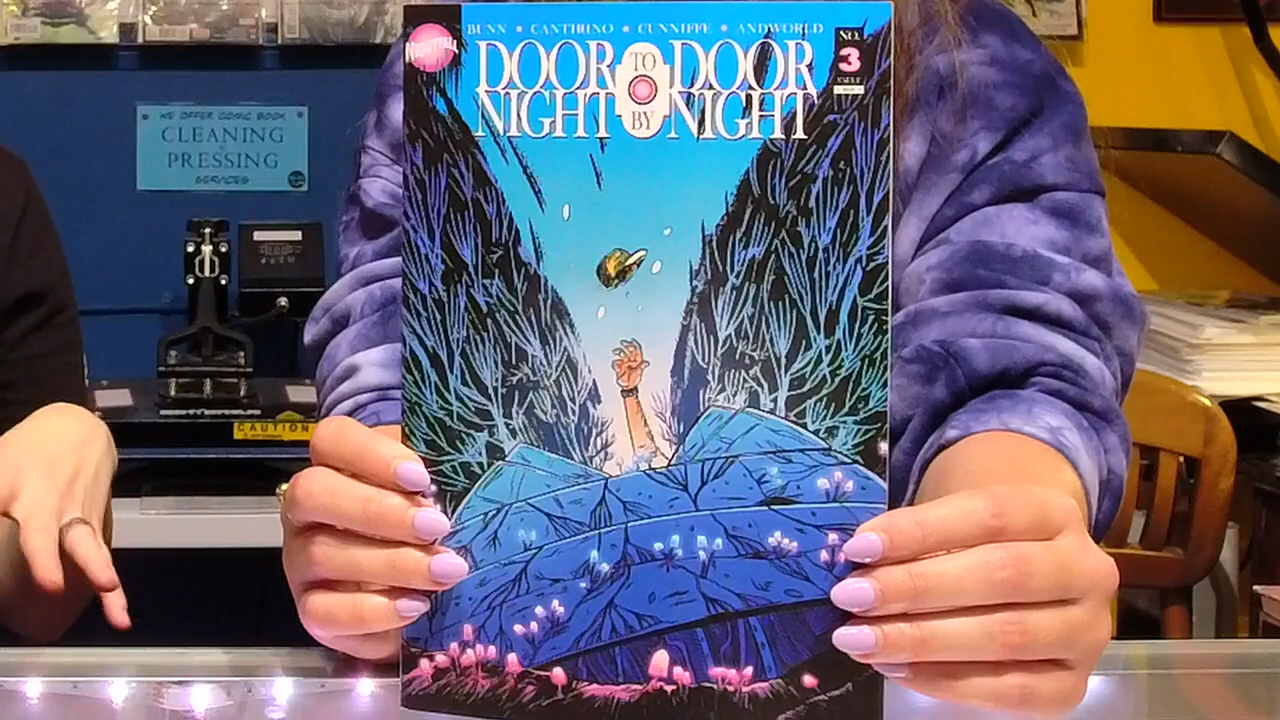 BUNN • CANTIRINO • CUNNIFFE • ANDWORLD
NIGHTFALL
DOOR TO DOOR
NIGHT BY NIGHT
NO.
3
WE OFFER COMIC BOOK
CLEANING
PRESSING
SERVICES
CAUTION